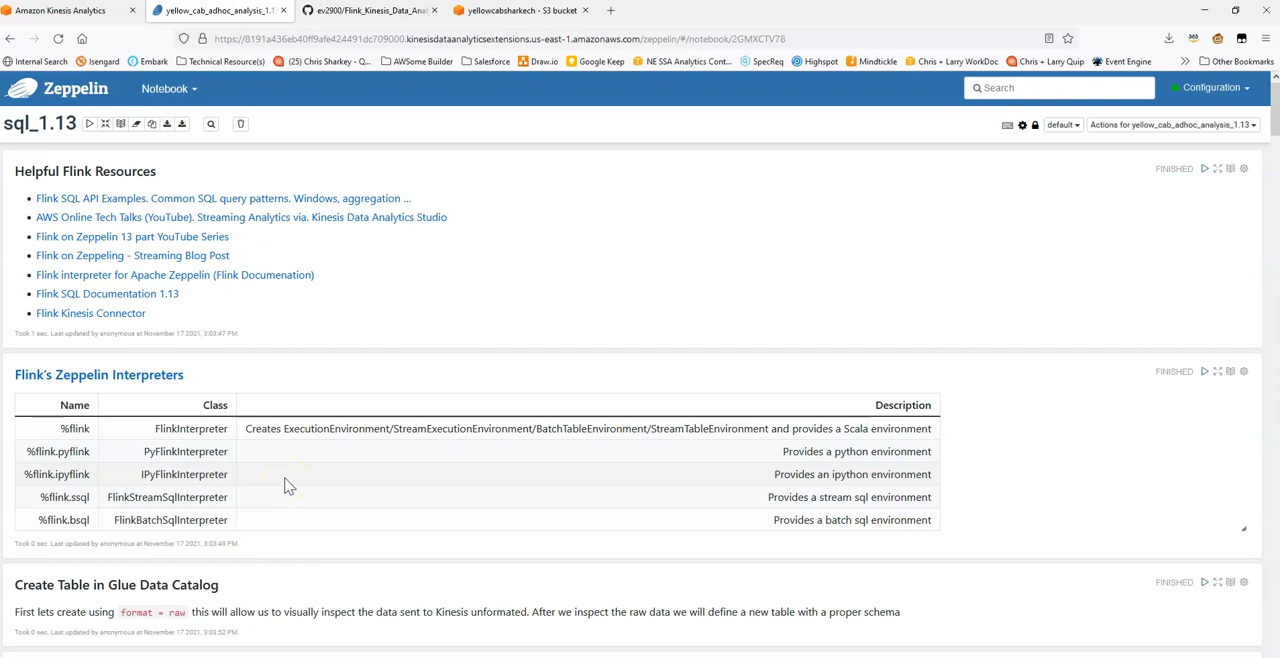 Amazon Kinesis Analytics
yellow_cab_adhoc_analysis_1.1
ev2900/Flink_Kinesis_Data_Ana
yellowcabsharkech - S3 bucket
https://8191a436eb40ff9afe424491dc709000.kinesisdataanalyticsextensions.us-east-1.amazonaws.com/zeppelin/#/notebook/2GMXCTV78
Internal Search Isengard Embark Technical Resource(s) (25) Chris Sharkey - Q... AWSome Builder Salesforce Draw.io Google Keep NE SSA Analytics Cont... SpecReq Highspot Mindtickle Chris + Larry WorkDoc Chris + Larry Quip Event Engine Other Bookmarks
Zeppelin Notebook Search Configuration
sql_1.13 default Actions for yellow_cab_adhoc_analysis_1.13
Helpful Flink Resources FINISHED
• Flink SQL API Examples. Common SQL query patterns. Windows, aggregation ...
• AWS Online Tech Talks (YouTube). Streaming Analytics via. Kinesis Data Analytics Studio
• Flink on Zeppelin 13 part YouTube Series
• Flink on Zeppeling - Streaming Blog Post
• Flink interpreter for Apache Zeppelin (Flink Documenation)
• Flink SQL Documentation 1.13
• Flink Kinesis Connector
Took 1 sec. Last updated by anonymous at November 17 2021, 3:03:47 PM.
Flink's Zeppelin Interpreters FINISHED
Name Class Description
%flink FlinkInterpreter Creates ExecutionEnvironment/StreamExecutionEnvironment/BatchTableEnvironment/StreamTableEnvironment and provides a Scala environment
%flink.pyflink PyFlinkInterpreter Provides a python environment
%flink.ipyflink IPyFlinkInterpreter Provides an ipython environment
%flink.ssql FlinkStreamSqlInterpreter Provides a stream sql environment
%flink.bsql FlinkBatchSqlInterpreter Provides a batch sql environment
Took 0 sec. Last updated by anonymous at November 17 2021, 3:03:49 PM.
Create Table in Glue Data Catalog FINISHED
First lets create using format = raw this will allow us to visually inspect the data sent to Kinesis unformated. After we inspect the raw data we will define a new table with a proper schema
Took 0 sec. Last updated by anonymous at November 17 2021, 3:03:52 PM.